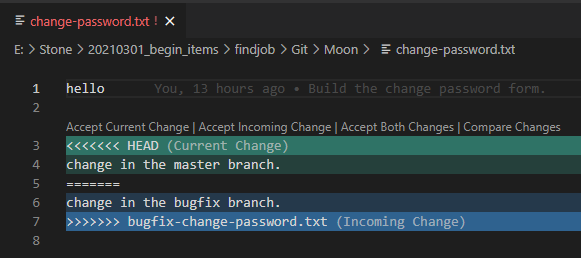 change-password.txt !
E: > Stone > 20210301_begin_items > findjob > Git > Moon > change-password.txt
1 hello You, 13 hours ago • Build the change password form.
2
Accept Current Change | Accept Incoming Change | Accept Both Changes | Compare Changes
3 <<<<<<< HEAD (Current Change)
4 change in the master branch.
5 =======
6 change in the bugfix branch.
7 >>>>>>> bugfix-change-password.txt (Incoming Change)
8